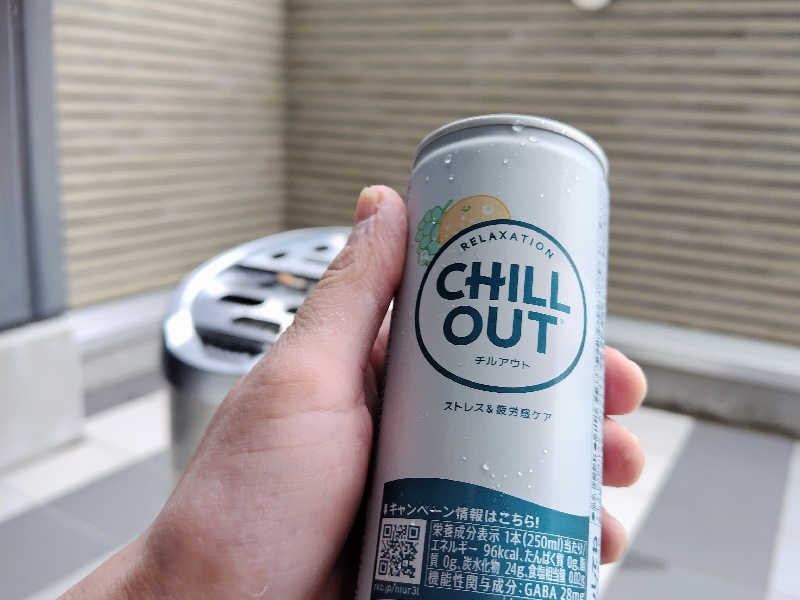 RELAXATION
CHILL
OUT
チルアウト
ストレス&疲労感ケア
キャンペーン情報はこちら!
栄養成分表示 1本(250ml)当たり/
エネルギー 96kcal、たんぱく質 0g、脂
質 0g、炭水化物 24g、食塩相当量 0.02g
機能性関与成分:GABA 28mg